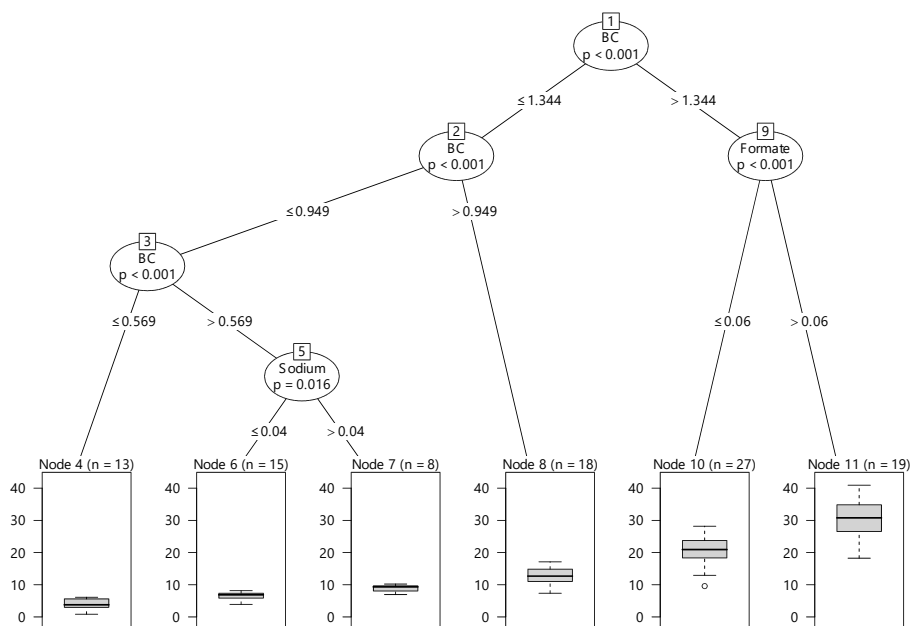 1
BC
p < 0.001
≤ 1.344
> 1.344
2
BC
p < 0.001
9
Formate
p < 0.001
≤ 0.949
> 0.949
3
BC
p < 0.001
≤ 0.569
> 0.569
≤ 0.06
> 0.06
5
Sodium
p = 0.016
≤ 0.04
> 0.04
Node 4 (n = 13)
40
30
20
10
0
Node 6 (n = 15)
40
30
20
10
0
Node 7 (n = 8)
40
30
20
10
0
Node 8 (n = 18)
40
30
20
10
0
Node 10 (n = 27)
40
30
20
10
0
Node 11 (n = 19)
40
30
20
10
0